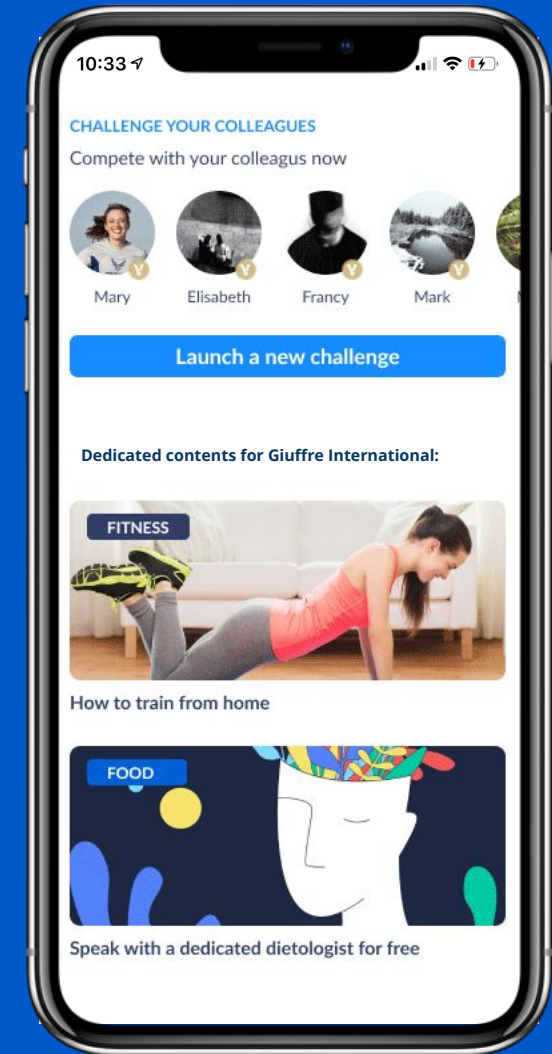 10:33
CHALLENGE YOUR COLLEAGUES
Compete with your colleagus now
Mary
Elisabeth
Francy
Mark
Launch a new challenge
Dedicated contents for Giuffre International:
FITNESS
How to train from home
FOOD
Speak with a dedicated dietologist for free